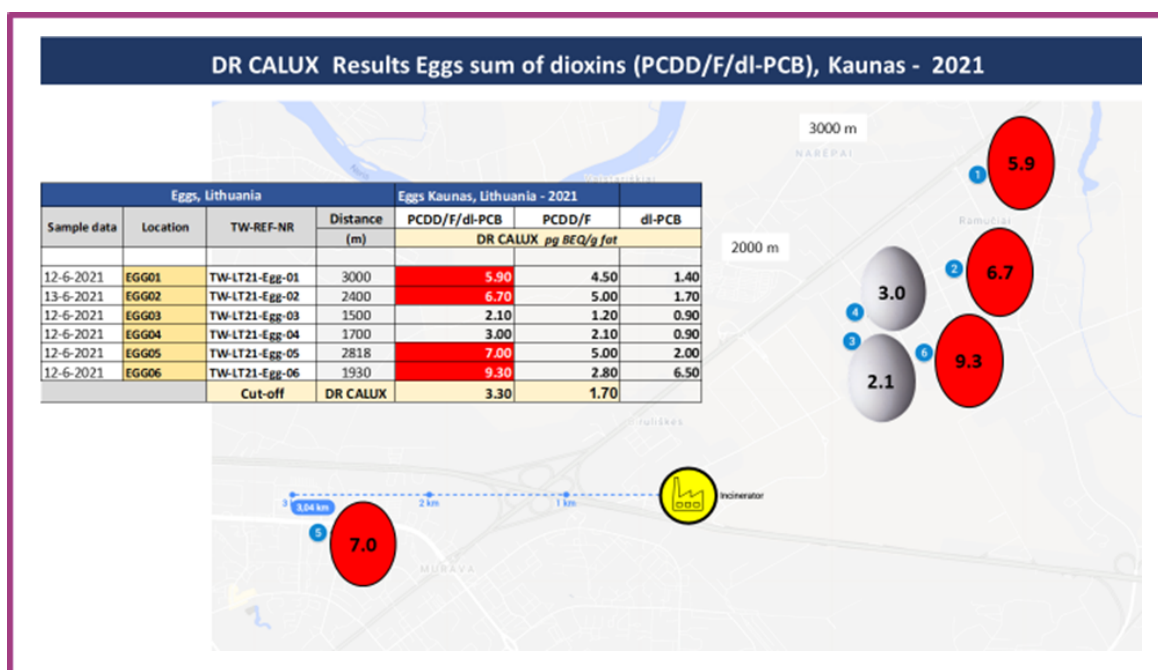 DR CALUX Results Eggs sum of dioxins (PCDD/F/dl-PCB), Kaunas - 2021
3000 m
NARĖPAI
5.9
1
Ramučiai
Eggs, Lithuania Eggs Kaunas, Lithuania - 2021
Sample data Location TW-REF-NR Distance PCDD/F/dl-PCB PCDD/F dl-PCB
(m) DR CALUX pg BEQ/g fat
2000 m
2
6.7
3.0
4
12-6-2021 EGG01 TW-LT21-Egg-01 3000 5.90 4.50 1.40
13-6-2021 EGG02 TW-LT21-Egg-02 2400 6.70 5.00 1.70
12-6-2021 EGG03 TW-LT21-Egg-03 1500 2.10 1.20 0.90
12-6-2021 EGG04 TW-LT21-Egg-04 1700 3.00 2.10 0.90
12-6-2021 EGG05 TW-LT21-Egg-05 2818 7.00 5.00 2.00
12-6-2021 EGG06 TW-LT21-Egg-06 1930 9.30 2.80 6.50
Cut-off DR CALUX 3.30 1.70
3
6
9.3
2.1
3 2 km 1 km
3,04 km
Incinerator
5
7.0
MURAVA